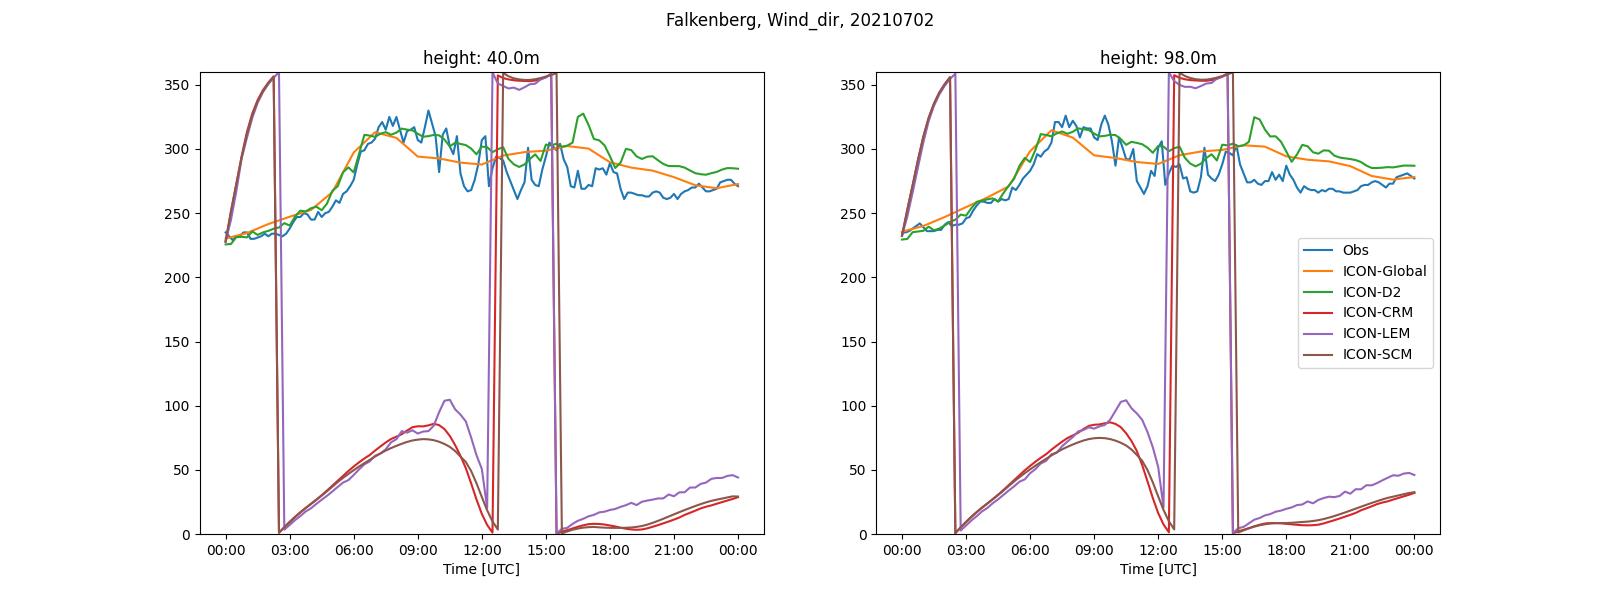 Falkenberg, Wind_dir, 20210702
height: 40.0m
350
300
250
200
150
100
50
0
00:00 03:00 06:00 09:00 12:00 15:00 18:00 21:00 00:00
Time [UTC]
height: 98.0m
350
300
250
200
150
100
50
0
00:00 03:00 06:00 09:00 12:00 15:00 18:00 21:00 00:00
Time [UTC]
Obs
ICON-Global
ICON-D2
ICON-CRM
ICON-LEM
ICON-SCM